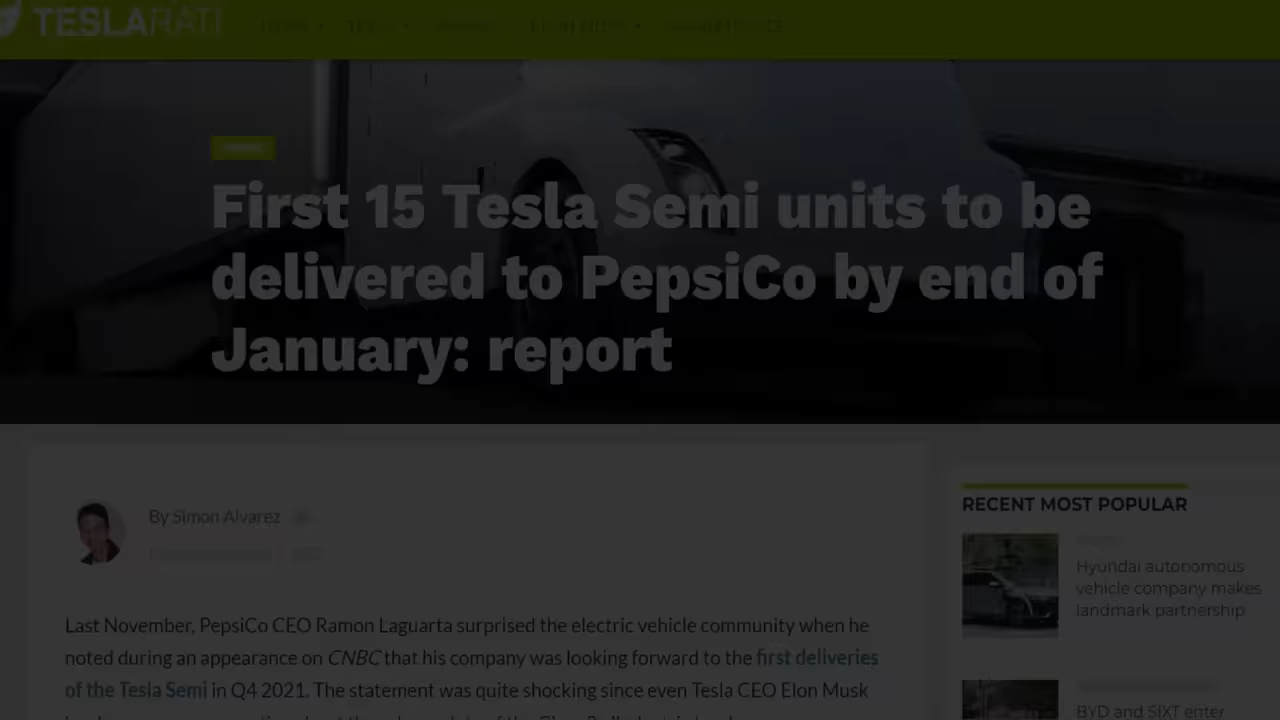 TESLARATI
First 15 Tesla Semi units to be
delivered to PepsiCo by end of
January: report
By Simon Alvarez
Last November, PepsiCo CEO Ramon Laguarta surprised the electric vehicle community when he
noted during an appearance on CNBC that his company was looking forward to the first deliveries
of the Tesla Semi in Q4 2021. The statement was quite shocking since even Tesla CEO Elon Musk
RECENT MOST POPULAR
Hyundai autonomous
vehicle company makes
landmark partnership
BYD and SIXT enter